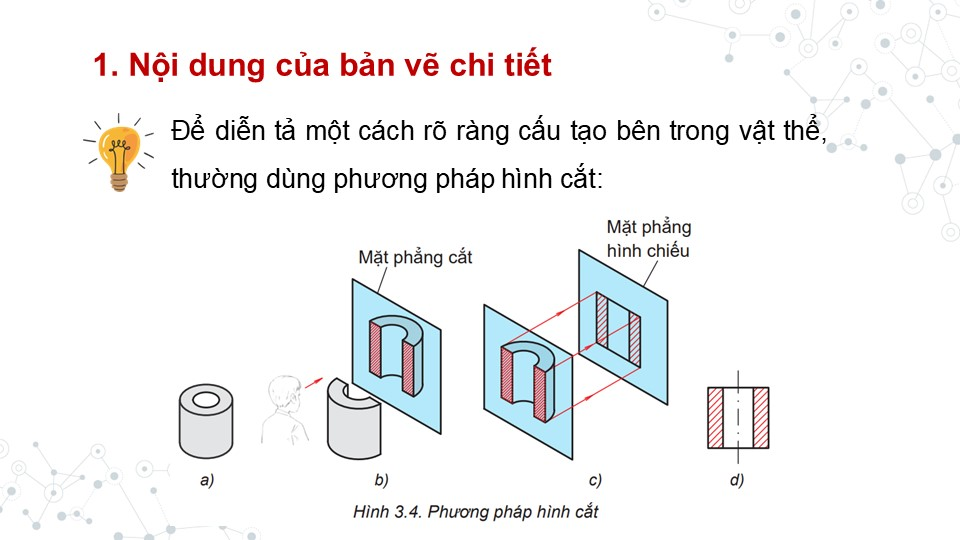 1. Nội dung của bản vẽ chi tiết
Để diễn tả một cách rõ ràng cấu tạo bên trong vật thể,
thường dùng phương pháp hình cắt:
Mặt phẳng cắt
Mặt phẳng
hình chiếu
a)
b)
c)
d)
Hình 3.4. Phương pháp hình cắt